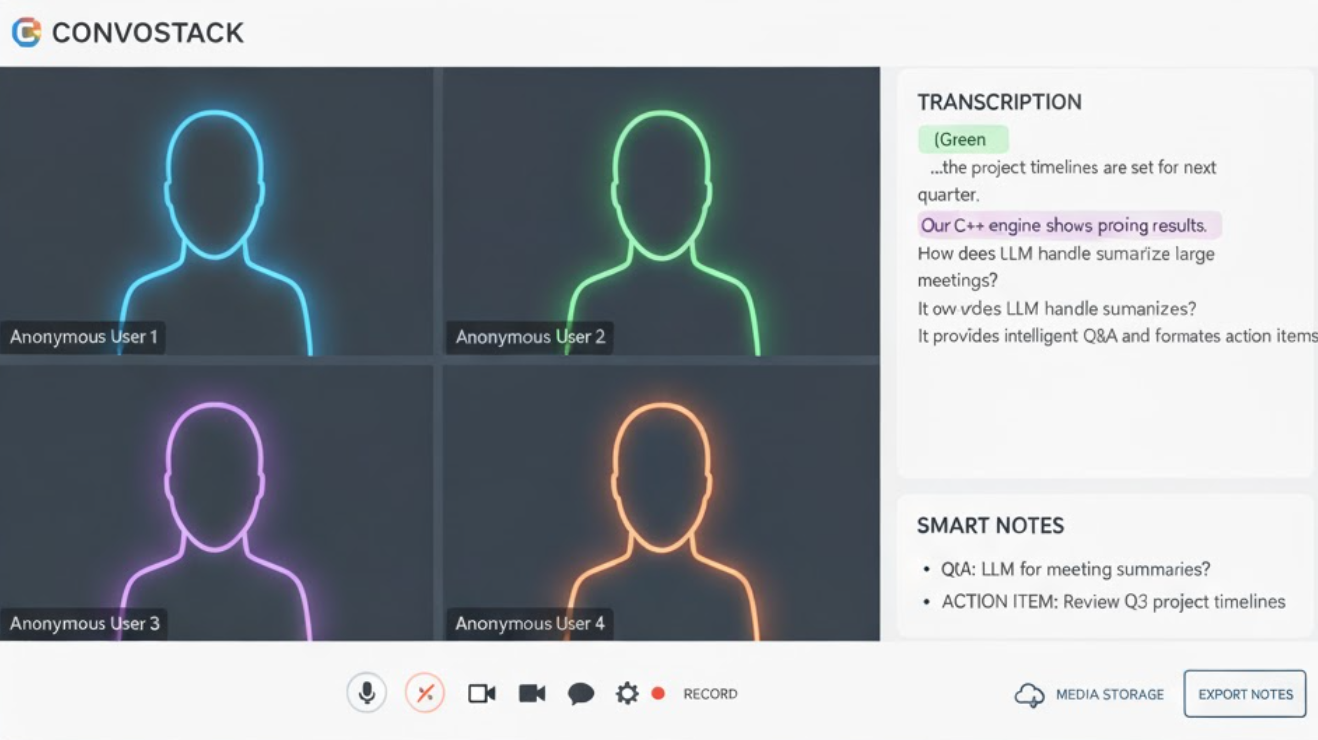 CONVOSTACK
Anonymous User 1
Anonymous User 2
Anonymous User 3
Anonymous User 4
TRANSCRIPTION
(Green
...the project timelines are set for next
quarter.
Our C++ engine shows proing results.
How dees LLM handle sumarize large
meetings?
It ow vdes LLM handle sumanizes?
It provides intelligent Q&A and formates action items
SMART NOTES
• Q(A: LLM for meeting summaries?
• ACTION ITEM: Review Q3 project timelines
RECORD
MEDIA STORAGE
EXPORT NOTES